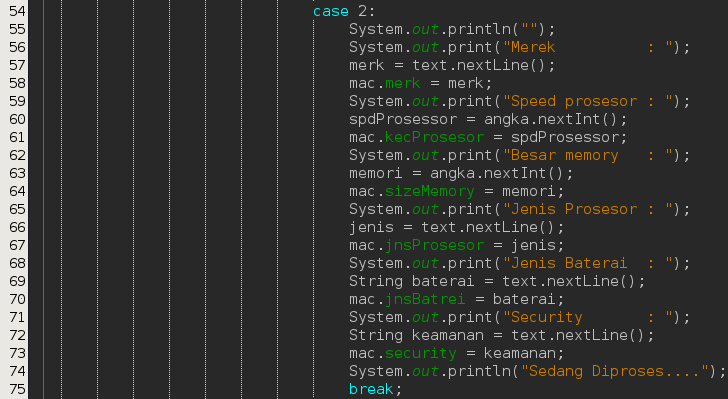 54 case 2:
55 System.out.println("");
56 System.out.print("Merek          : ");
57 merk = text.nextLine();
58 mac.merk = merk;
59 System.out.print("Speed prosesor : ");
60 spdProsessor = angka.nextInt();
61 mac.kecProsesor = spdProsessor;
62 System.out.print("Besar memory   : ");
63 memori = angka.nextInt();
64 mac.sizeMemory = memori;
65 System.out.print("Jenis Prosesor : ");
66 jenis = text.nextLine();
67 mac.jnsProsesor = jenis;
68 System.out.print("Jenis Baterai  : ");
69 String baterai = text.nextLine();
70 mac.jnsBatrei = baterai;
71 System.out.print("Security       : ");
72 String keamanan = text.nextLine();
73 mac.security = keamanan;
74 System.out.println("Sedang Diproses....");
75 break;